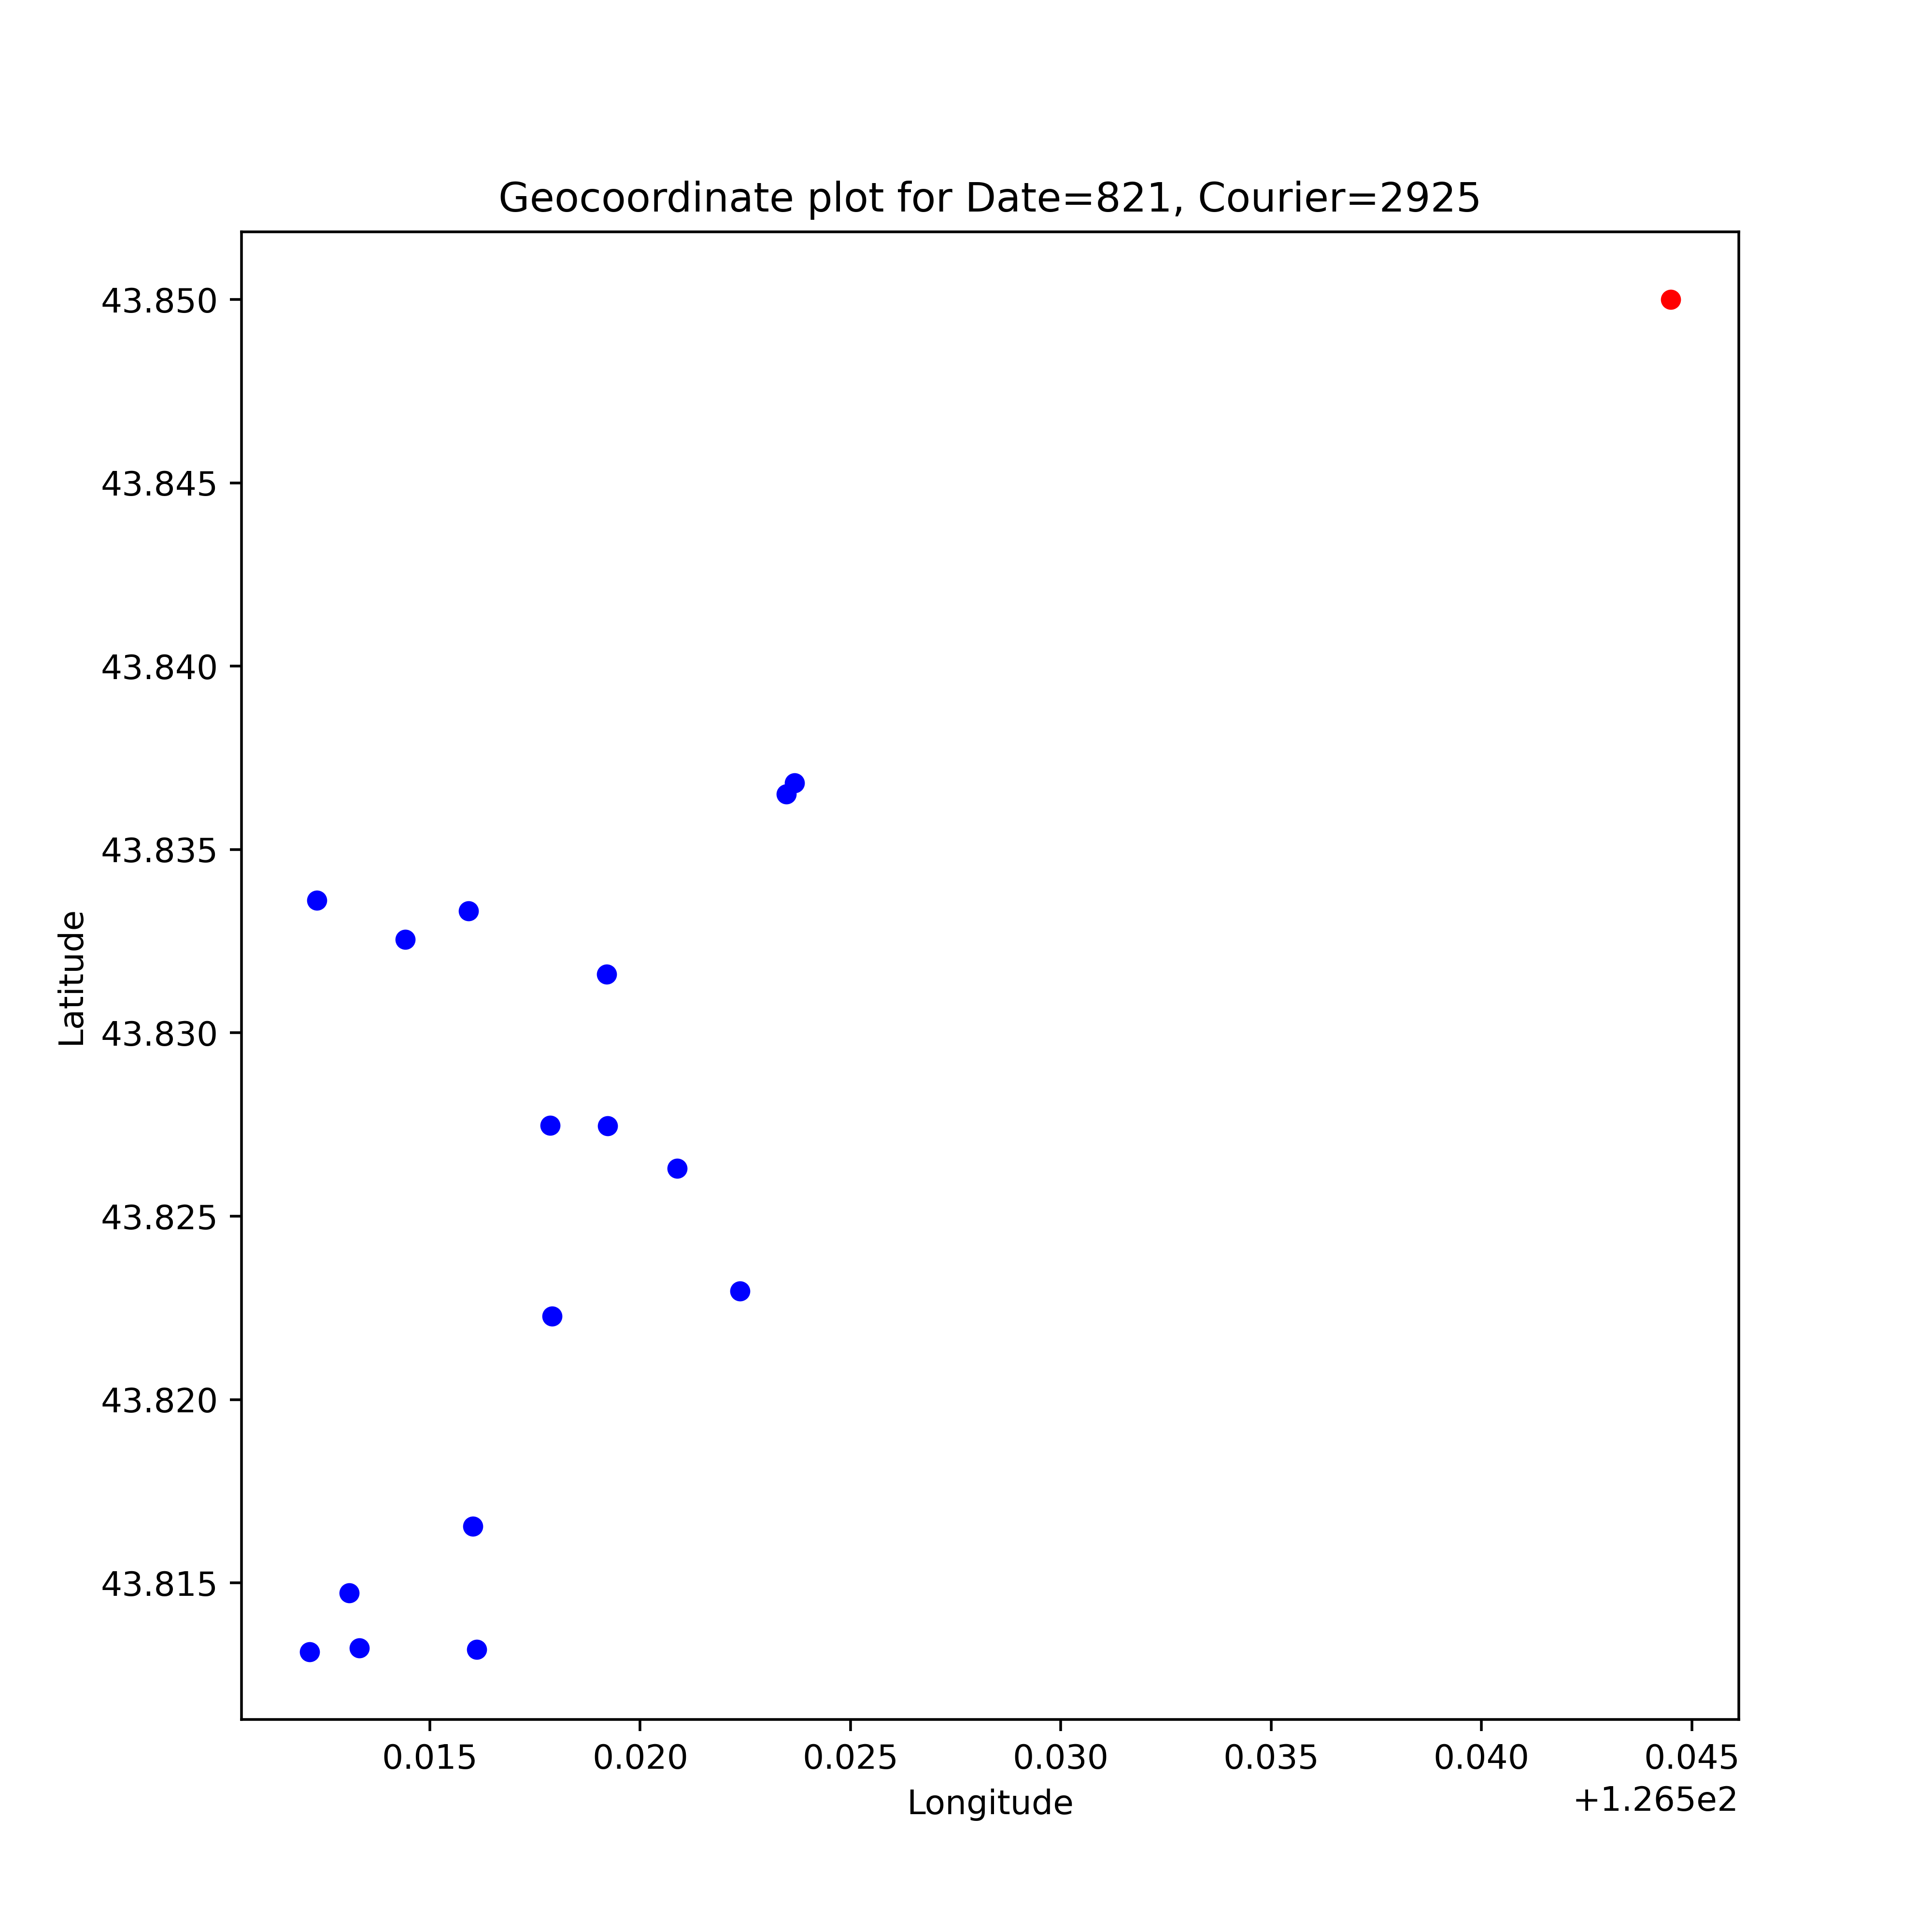 Geocoordinate plot for Date=821, Courier=2925
43.850
43.845
43.840
43.835
43.830
43.825
43.820
43.815
Latitude
0.015 0.020 0.025 0.030 0.035 0.040 0.045
+1.265e2
Longitude